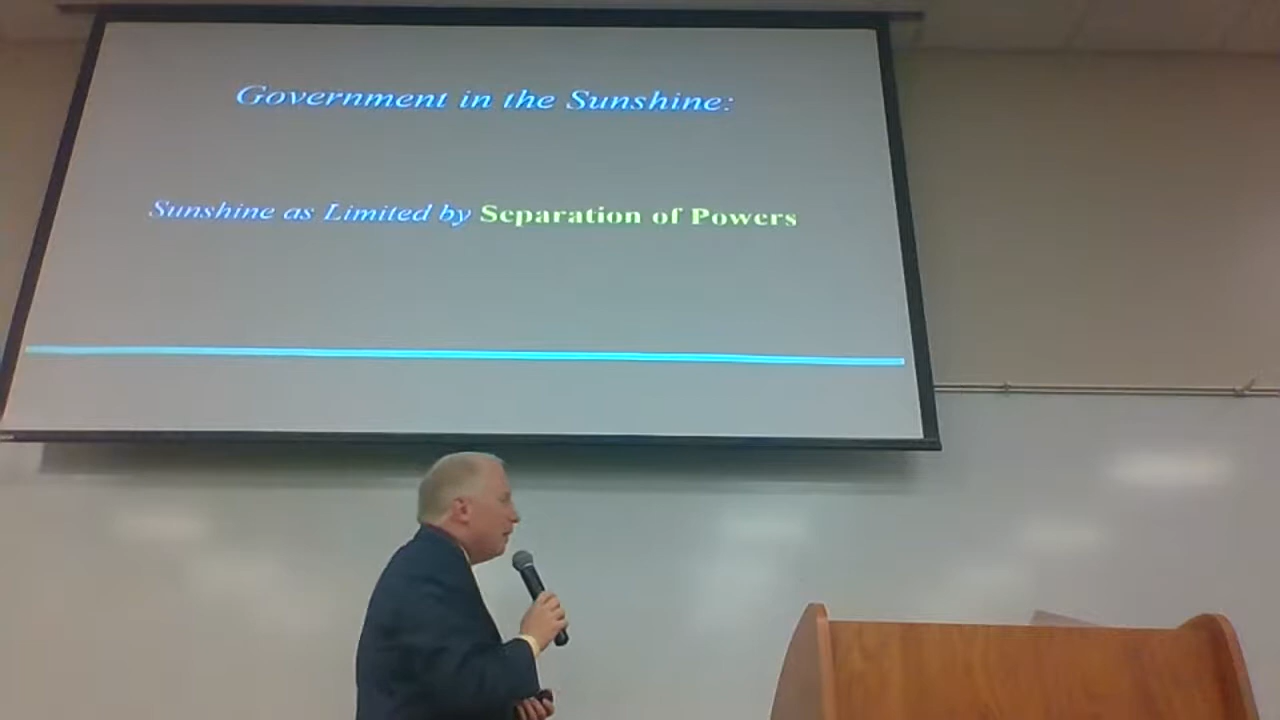 Government in the Sunshine:
Sunshine as Limited by Separation of Powers